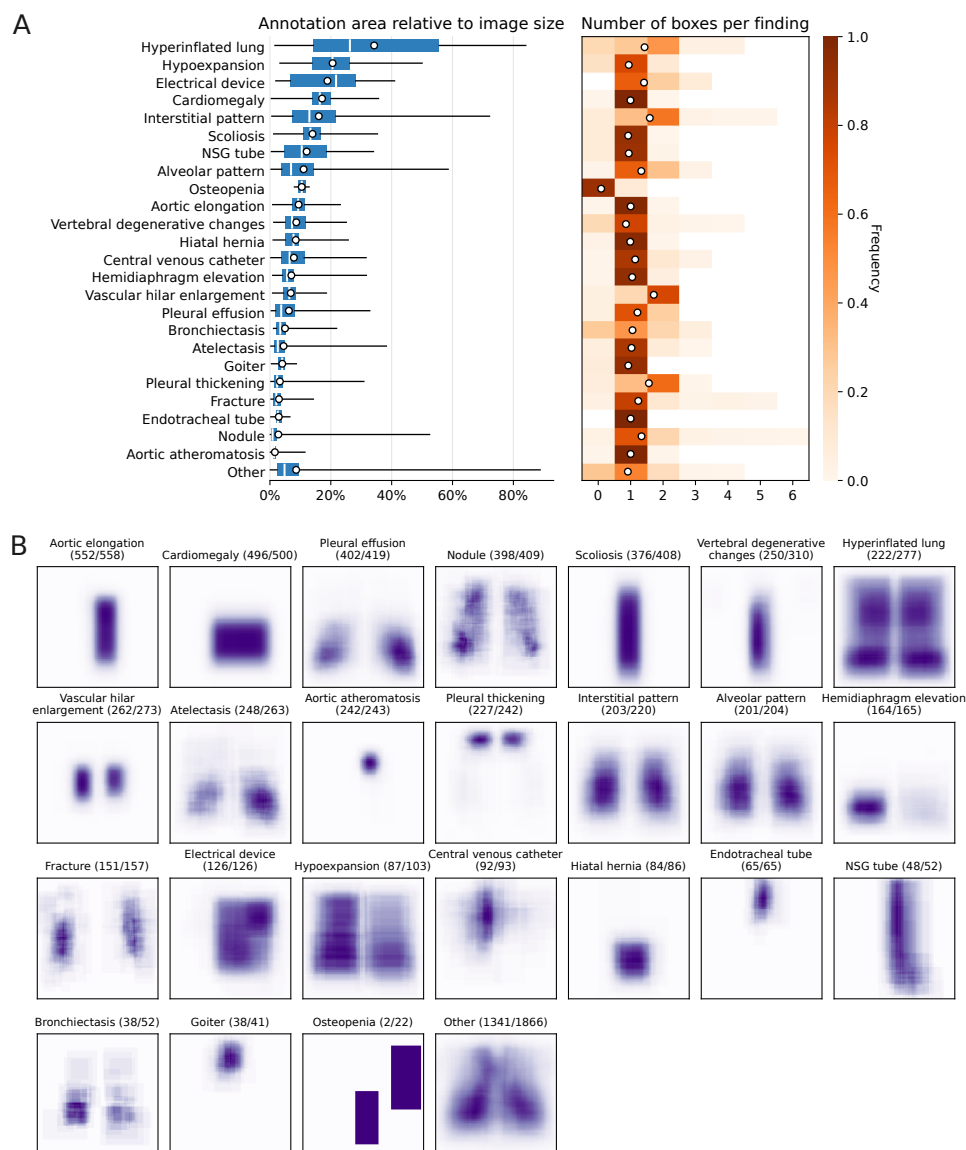 A
Annotation area relative to image size
Number of boxes per finding
Hyperinflated lung
Hypoexpansion
Electrical device
Cardiomegaly
Interstitial pattern
Scoliosis
NSG tube
Alveolar pattern
Osteopenia
Aortic elongation
Vertebral degenerative changes
Hiatal hernia
Central venous catheter
Hemidiaphragm elevation
Vascular hilar enlargement
Pleural effusion
Bronchiectasis
Atelectasis
Goiter
Pleural thickening
Fracture
Endotracheal tube
Nodule
Aortic atheromatosis
Other
0% 20% 40% 60% 80%
0 1 2 3 4 5 6
1.0
0.8
0.6
0.4
0.2
0.0
Frequency
B
Aortic elongation
(552/558)
Cardiomegaly (496/500)
Pleural effusion
(402/419)
Nodule (398/409)
Scoliosis (376/408)
Vertebral degenerative
changes (250/310)
Hyperinflated lung
(222/277)
Vascular hilar
enlargement (262/273)
Atelectasis (248/263)
Aortic atheromatosis
(242/243)
Pleural thickening
(227/242)
Interstitial pattern
(203/220)
Alveolar pattern
(201/204)
Hemidiaphragm elevation
(164/165)
Fracture (151/157)
Electrical device
(126/126)
Hypoexpansion (87/103)
Central venous catheter
(92/93)
Hiatal hernia (84/86)
Endotracheal tube
(65/65)
NSG tube (48/52)
Bronchiectasis (38/52)
Goiter (38/41)
Osteopenia (2/22)
Other (1341/1866)